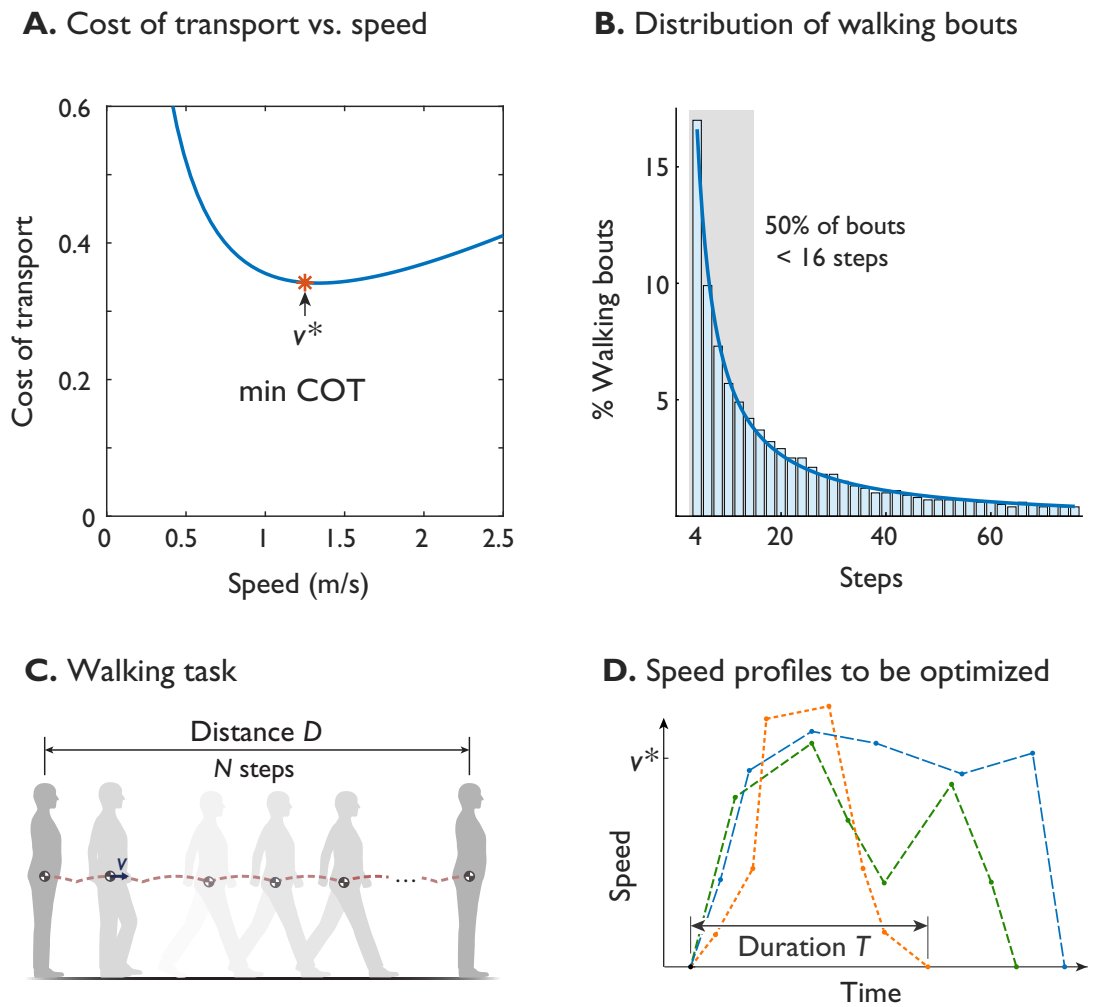 A. Cost of transport vs. speed
0.6
0.4
0.2
0
Cost of transport
v*
min COT
0 0.5 1 1.5 2 2.5
Speed (m/s)
B. Distribution of walking bouts
15
10
5
% Walking bouts
50% of bouts
< 16 steps
4 20 40 60
Steps
C. Walking task
Distance D
N steps
v
...
D. Speed profiles to be optimized
v*
Speed
Duration T
Time